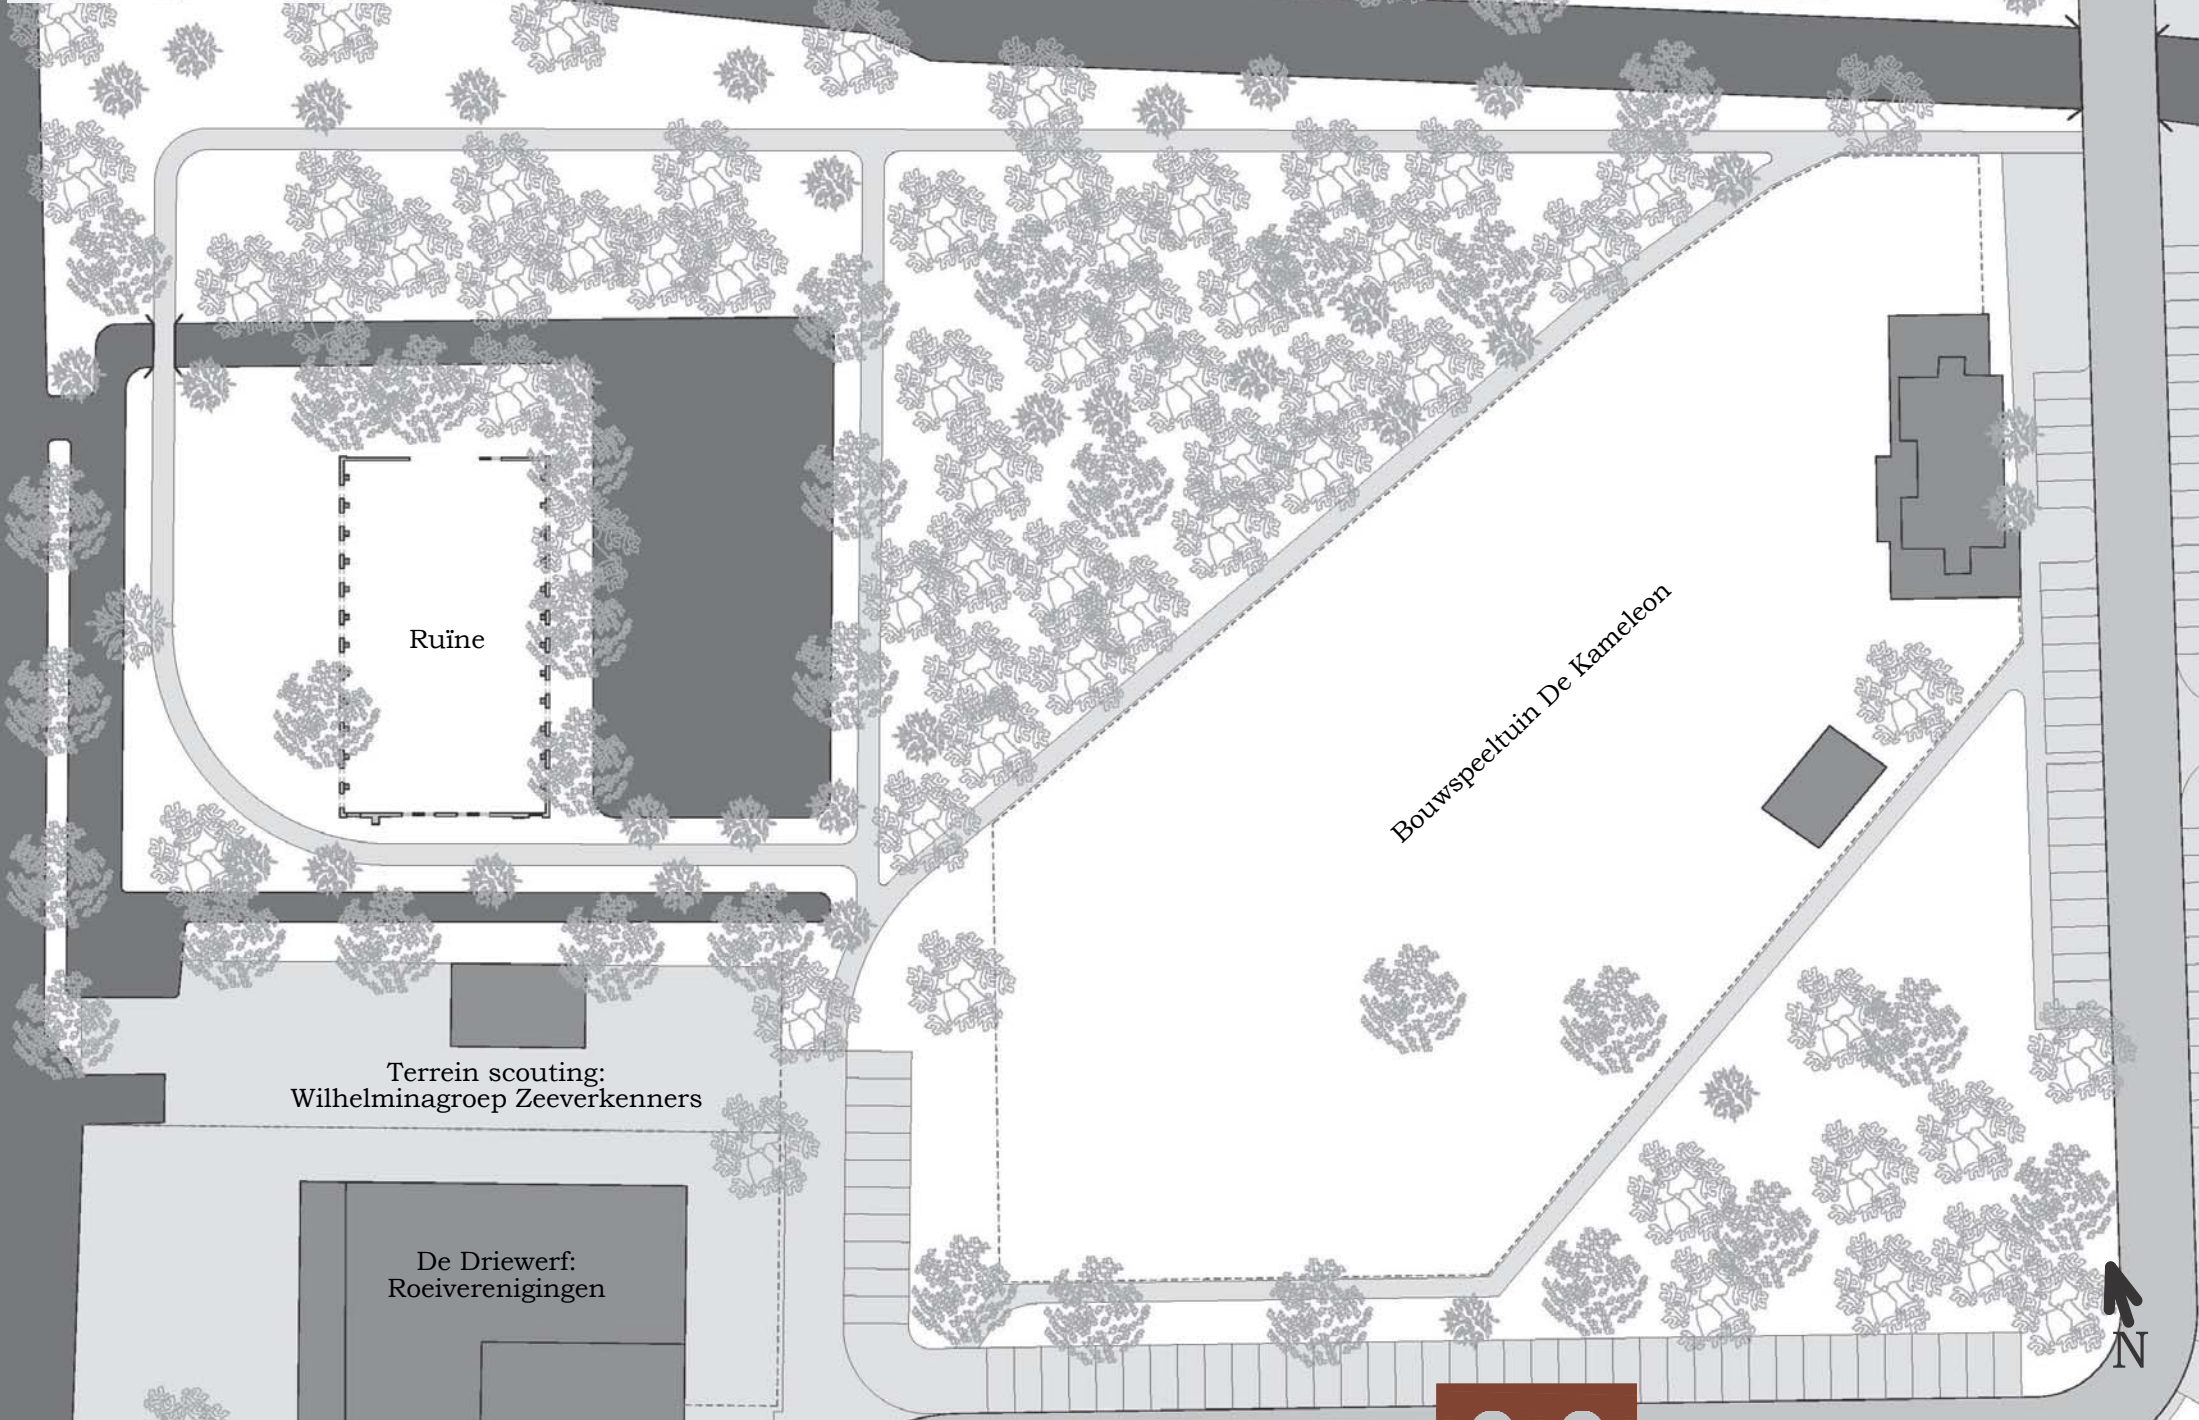 Ruïne
Bouwspeeltuin De Kameleon
Terrein scouting:
Wilhelminagroep Zeeverkenners
De Driewerf:
Roeiverenigingen
N